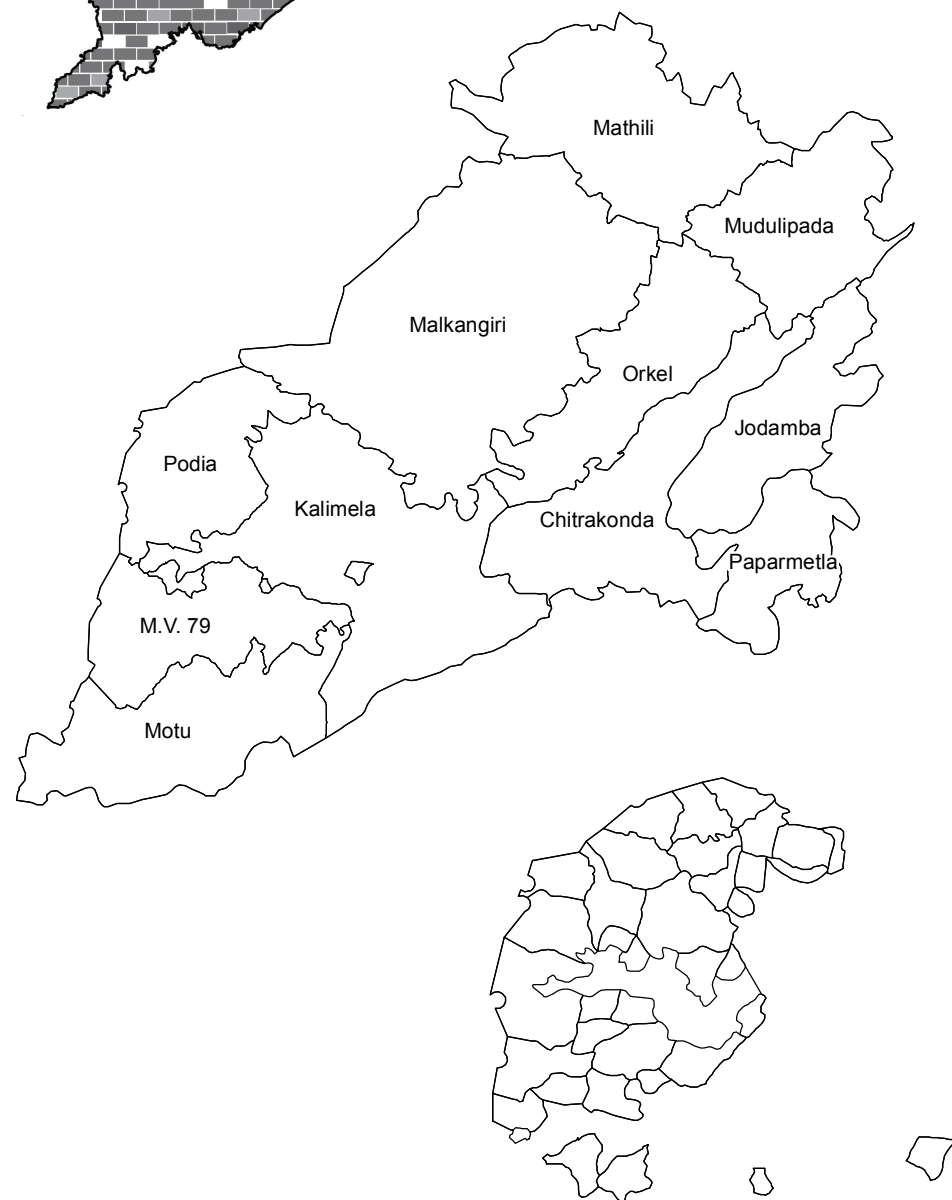 Mathili
Mudulipada
Malkangiri
Orkel
Jodamba
Podia
Kalimela
Chitrakonda
Paparmetla
M.V. 79
Motu